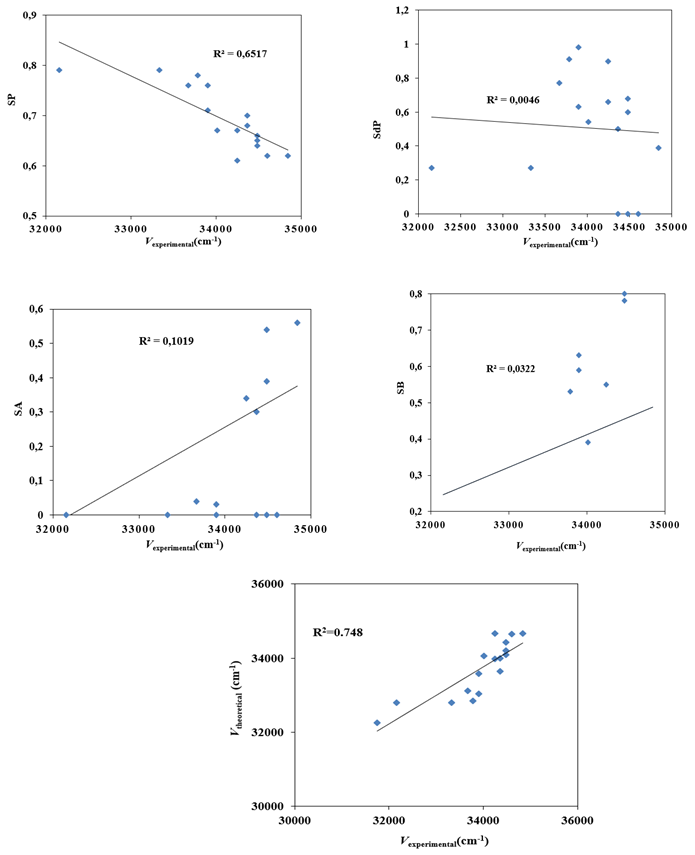 SP
0,9
0,8
0,7
0,6
0,5
R² = 0,6517
32000 33000 34000 35000
Vexperimental(cm⁻¹)
SdP
1,2
1
0,8
0,6
0,4
0,2
0
R² = 0,0046
32000 32500 33000 33500 34000 34500 35000
Vexperimental(cm⁻¹)
SA
0,6
0,5
0,4
0,3
0,2
0,1
0
R² = 0,1019
32000 33000 34000 35000
Vexperimental(cm⁻¹)
SB
0,8
0,7
0,6
0,5
0,4
0,3
0,2
R² = 0,0322
32000 33000 34000 35000
Vexperimental(cm⁻¹)
Vtheoretical (cm⁻¹)
36000
34000
32000
30000
R²=0.748
30000 32000 34000 36000
Vexperimental(cm⁻¹)